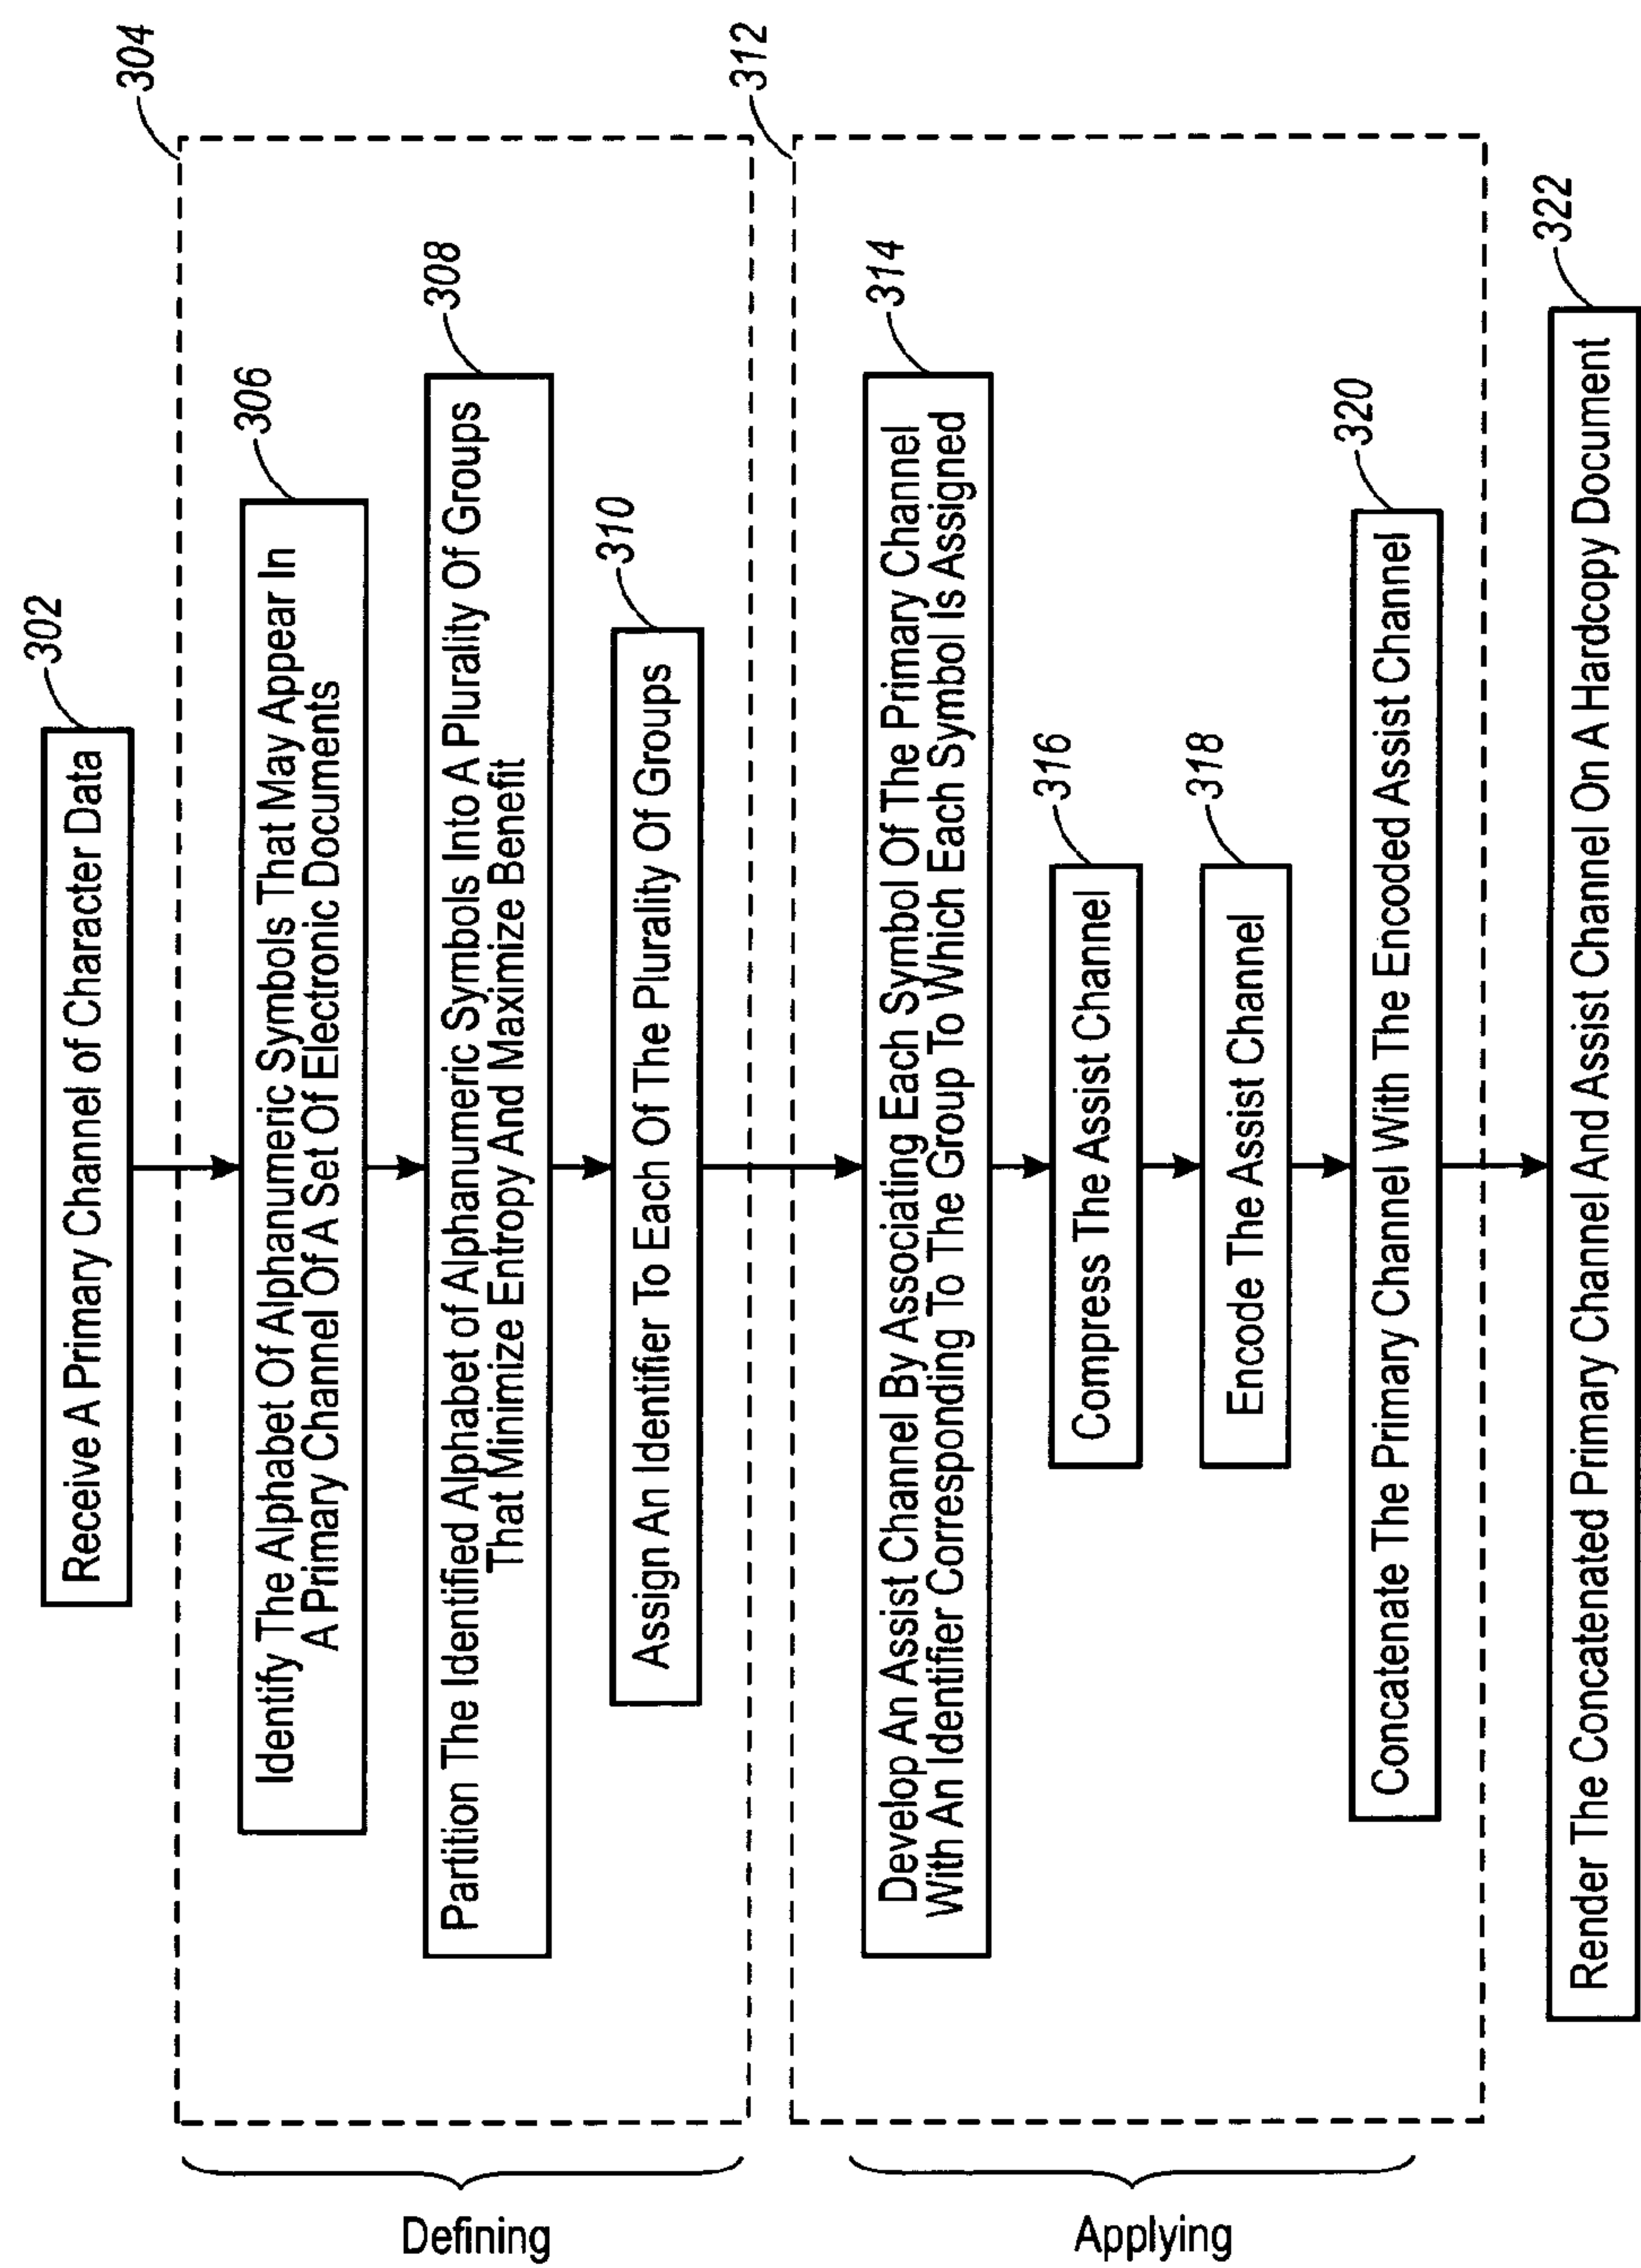 302
Receive A Primary Channel of Character Data
304
306
Identify The Alphabet Of Alphanumeric Symbols That May Appear In
A Primary Channel Of A Set Of Electronic Documents
308
Partition The Identified Alphabet of Alphanumeric Symbols Into A Plurality Of Groups
That Minimize Entropy And Maximize Benefit
310
Assign An Identifier To Each Of The Plurality Of Groups
Defining
312
314
Develop An Assist Channel By Associating Each Symbol Of The Primary Channel
With An Identifier Corresponding To The Group To Which Each Symbol Is Assigned
316
Compress The Assist Channel
318
Encode The Assist Channel
320
Concatenate The Primary Channel With The Encoded Assist Channel
Applying
322
Render The Concatenated Primary Channel And Assist Channel On A Hardcopy Document